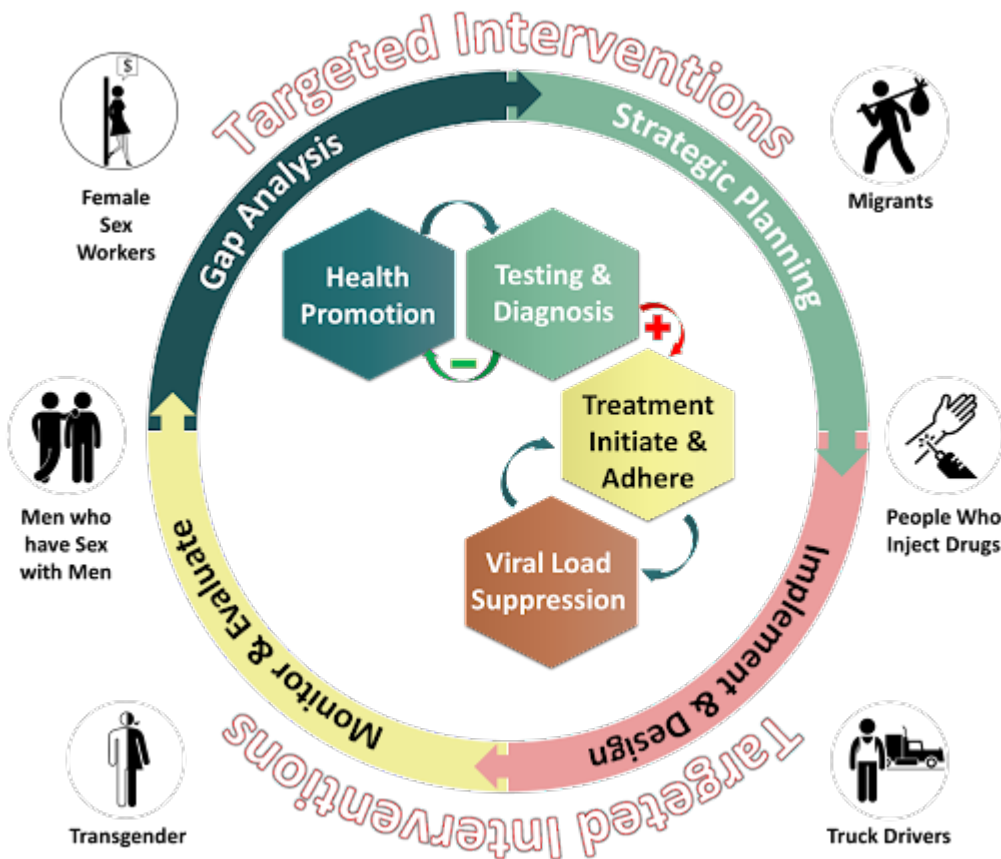 Targeted Interventions
$
Female
Sex
Workers
Migrants
Gap Analysis
Strategic Planning
Health
Promotion
Testing &
Diagnosis
Treatment
Initiate &
Adhere
Viral Load
Suppression
Men who
have Sex
with Men
People Who
Inject Drugs
Monitor & Evaluate
Implement & Design
Transgender
Truck Drivers
Targeted Interventions